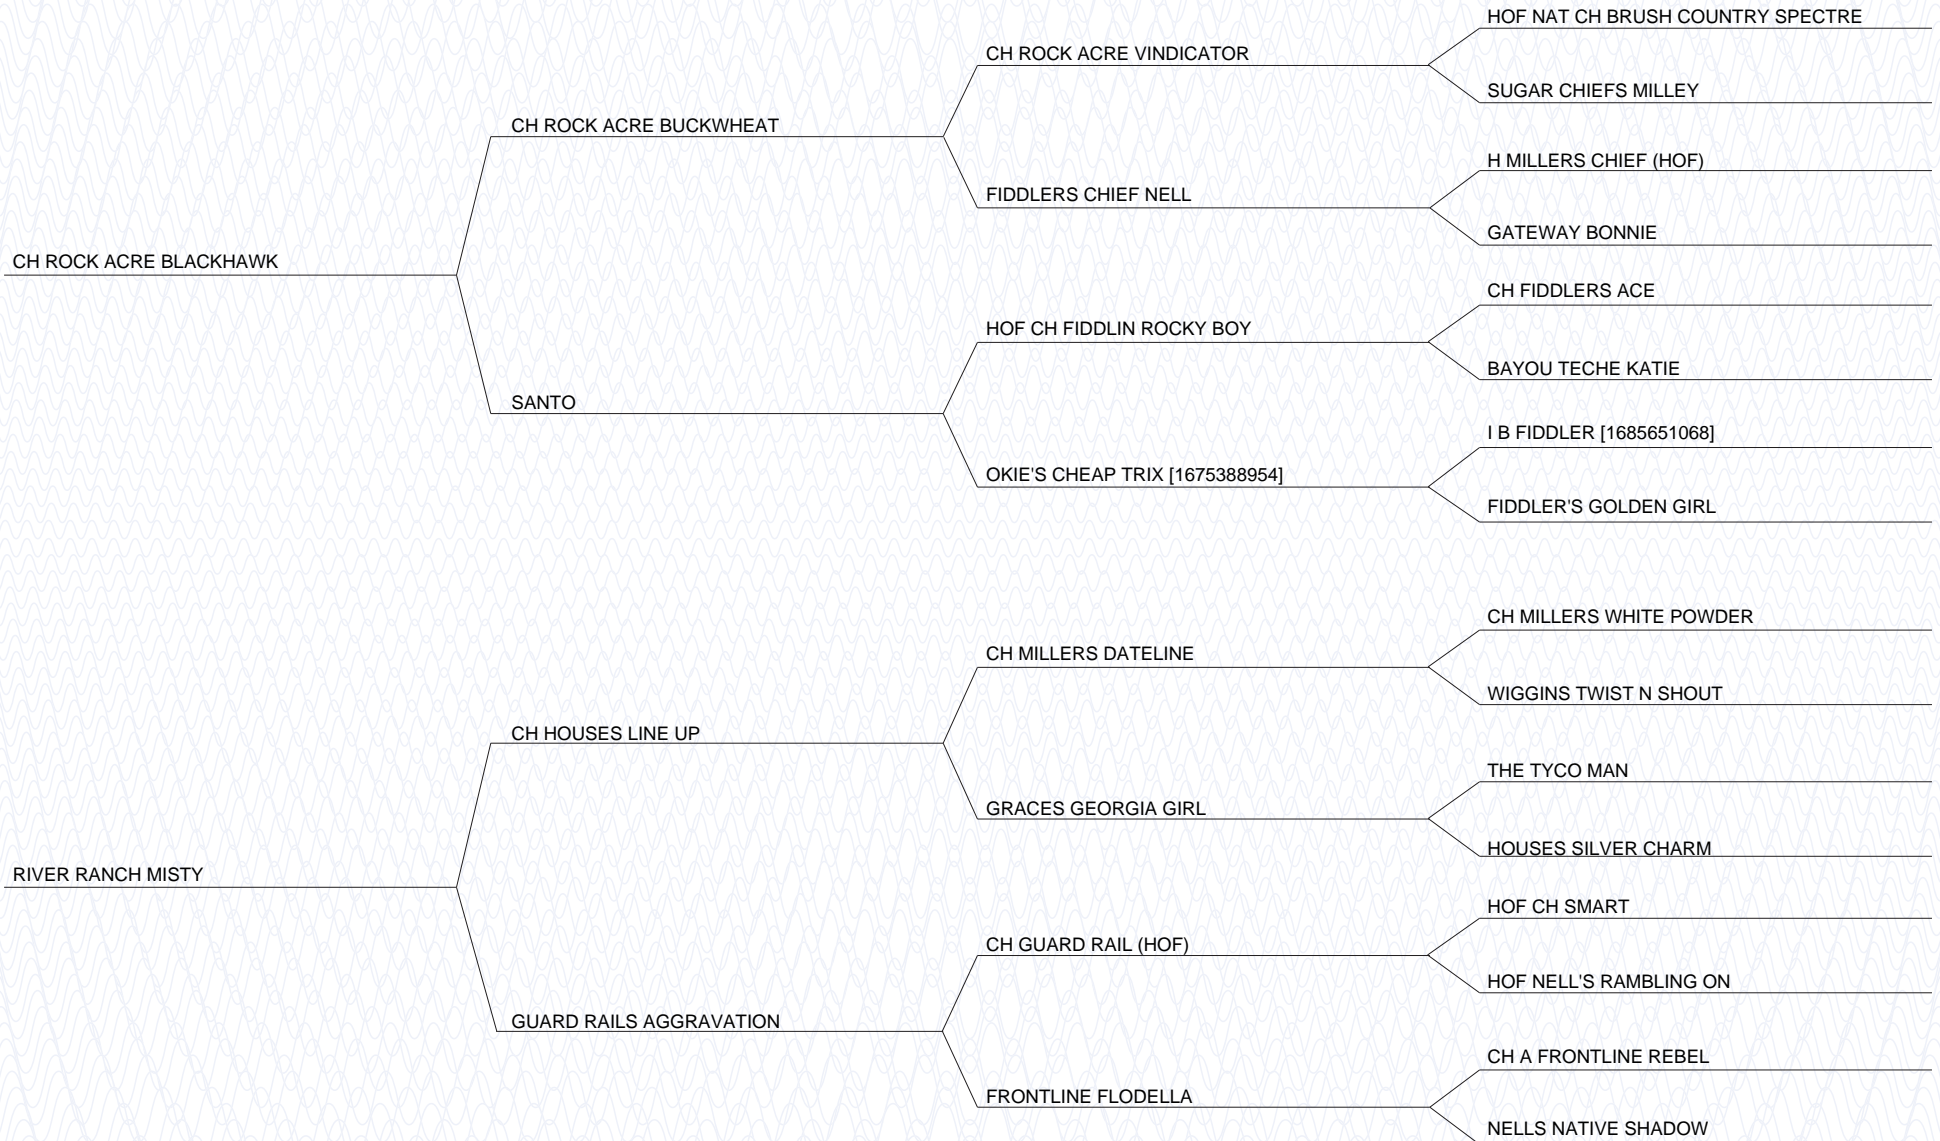 HOF NAT CH BRUSH COUNTRY SPECTRE
CH ROCK ACRE VINDICATOR
SUGAR CHIEFS MILLEY
CH ROCK ACRE BUCKWHEAT
H MILLERS CHIEF (HOF)
FIDDLERS CHIEF NELL
GATEWAY BONNIE
CH ROCK ACRE BLACKHAWK
CH FIDDLERS ACE
HOF CH FIDDLIN ROCKY BOY
BAYOU TECHE KATIE
SANTO
I B FIDDLER [1685651068]
OKIE'S CHEAP TRIX [1675388954]
FIDDLER'S GOLDEN GIRL
CH MILLERS WHITE POWDER
CH MILLERS DATELINE
WIGGINS TWIST N SHOUT
CH HOUSES LINE UP
THE TYCO MAN
GRACES GEORGIA GIRL
HOUSES SILVER CHARM
RIVER RANCH MISTY
HOF CH SMART
CH GUARD RAIL (HOF)
HOF NELL'S RAMBLING ON
GUARD RAILS AGGRAVATION
CH A FRONTLINE REBEL
FRONTLINE FLODELLA
NELLS NATIVE SHADOW